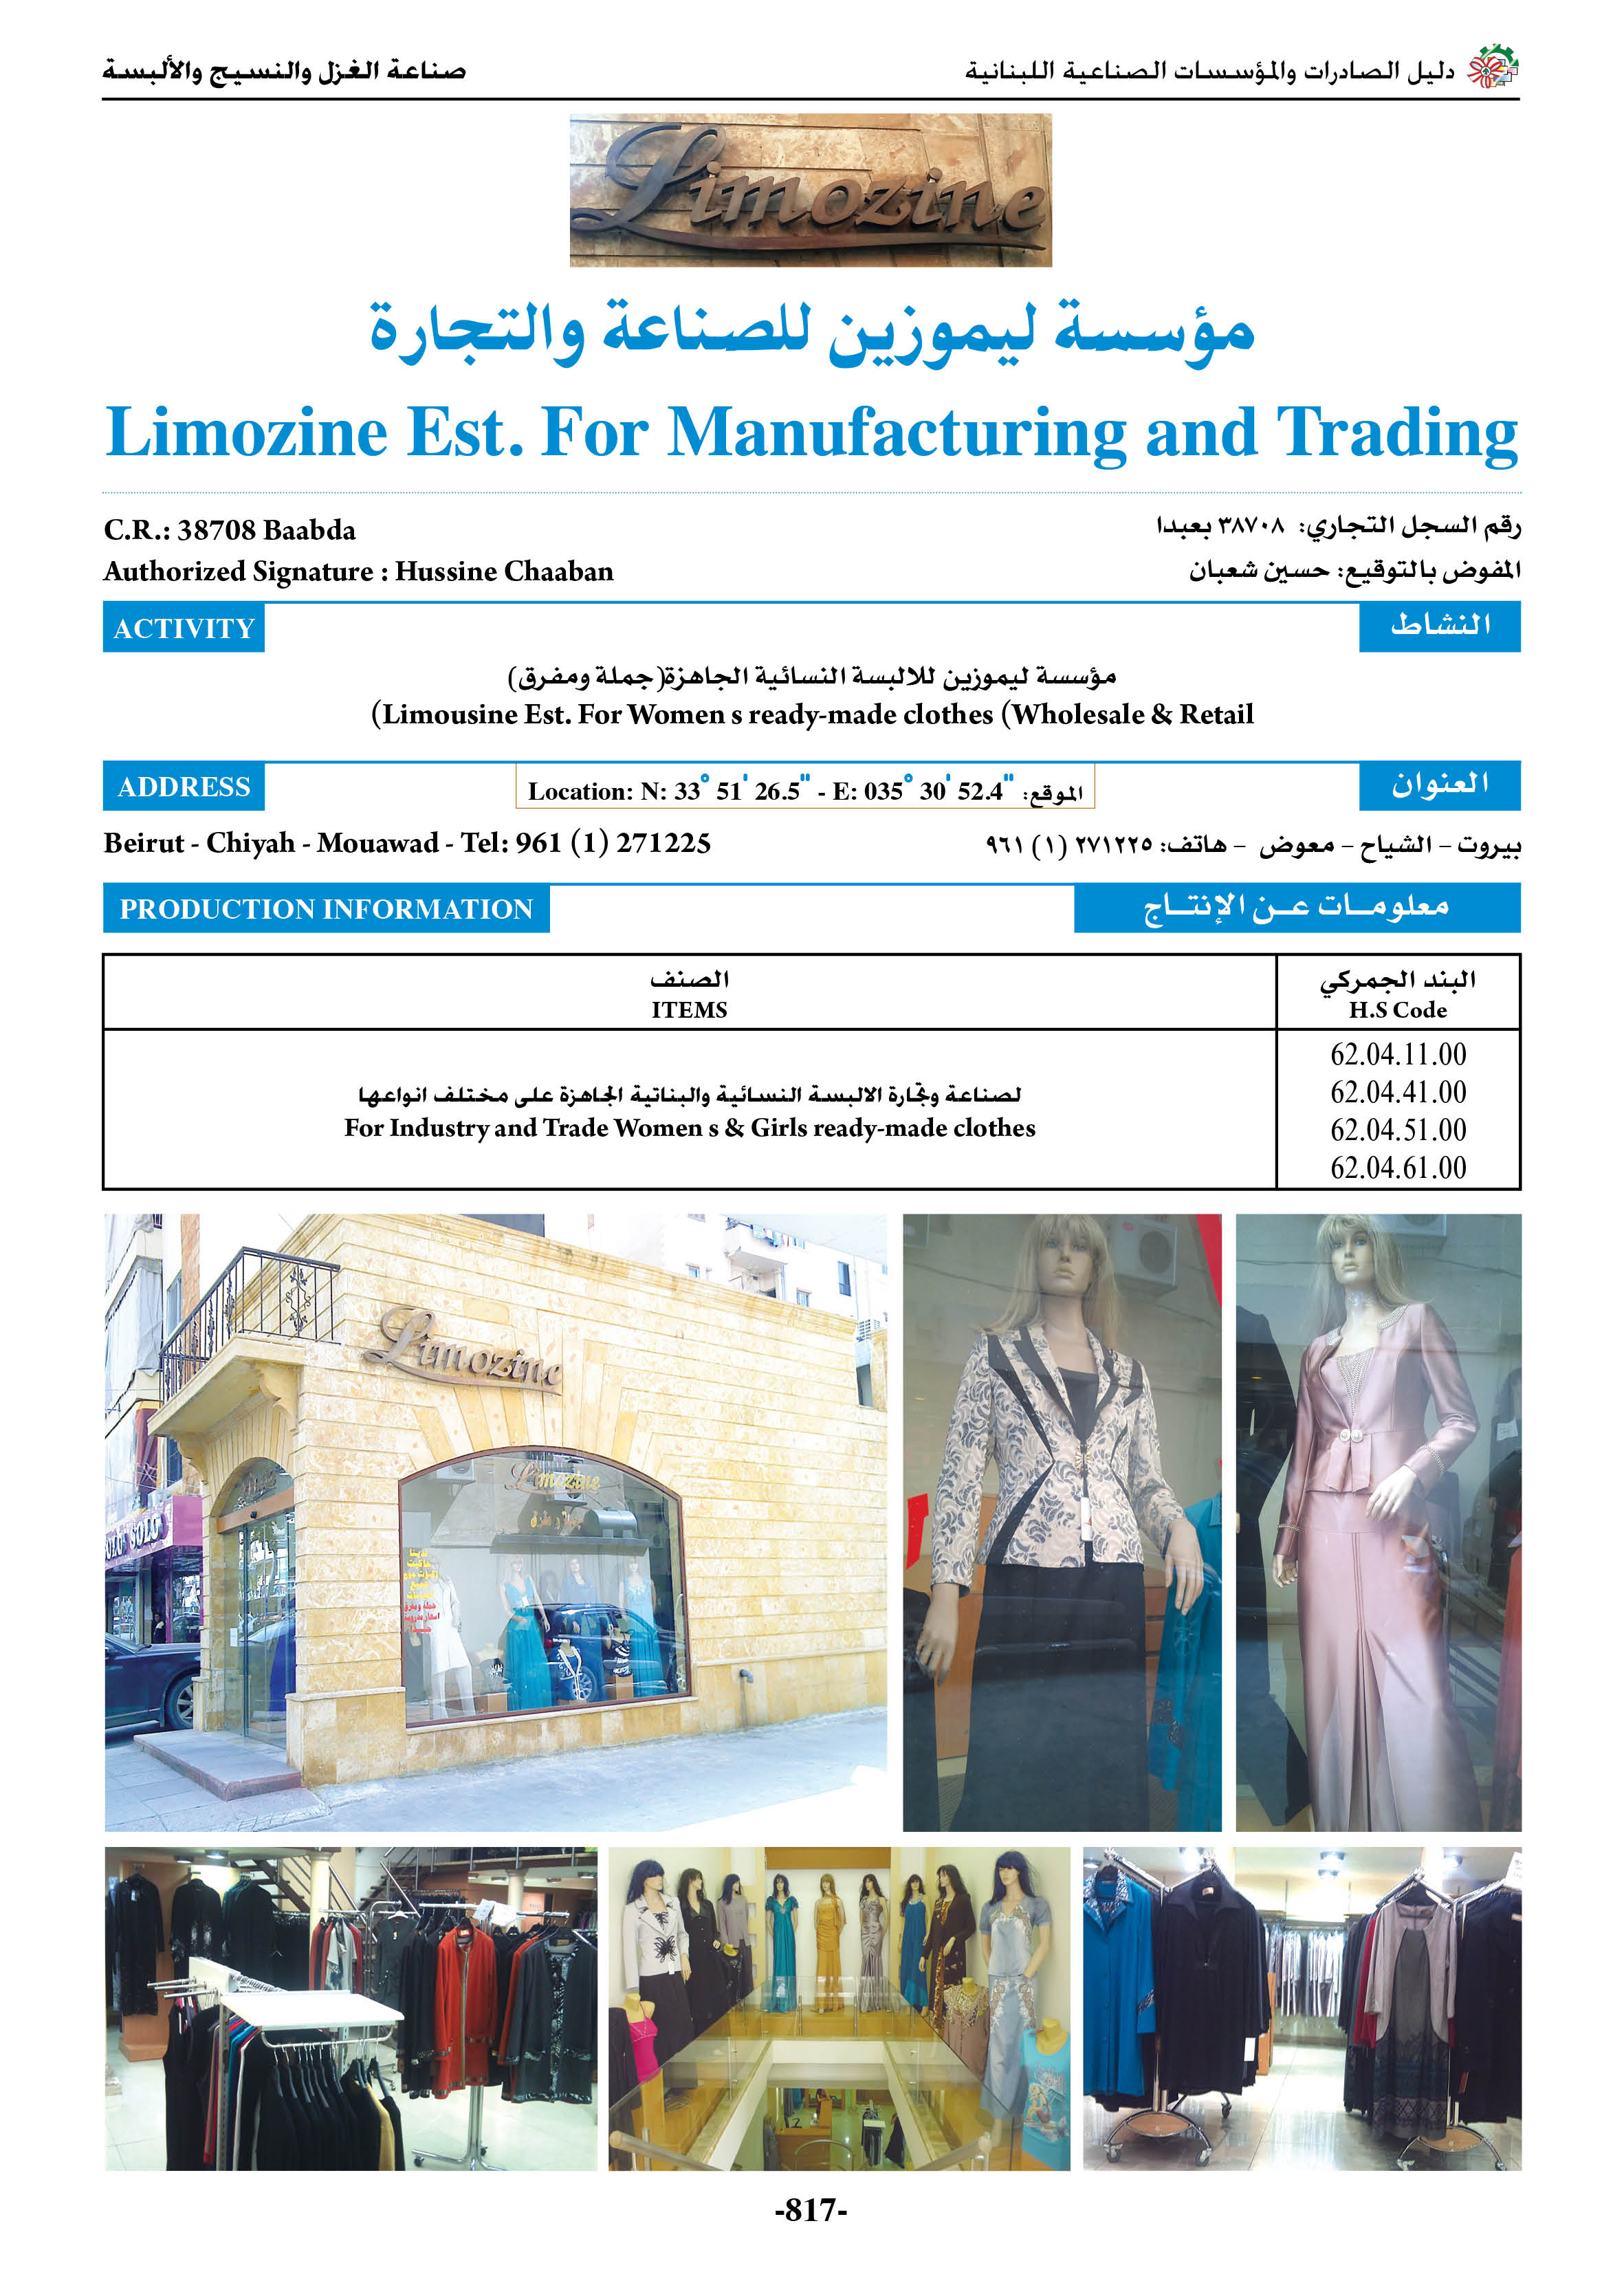 دليل الصادرات والمؤسسات الصناعية اللبنانية
صناعة الغزل والنسيج والألبسة
Limozine
مؤسسة ليموزين للصناعة والتجارة
Limozine Est. For Manufacturing and Trading
رقم السجل التجاري: ٣٨٧٠٨ بعبدا
C.R.: 38708 Baabda
المفوض بالتوقيع: حسين شعبان
Authorized Signature : Hussine Chaaban
النشاط
ACTIVITY
مؤسسة ليموزين للالبسة النسائية الجاهزة(جملة ومفرق)
(Limousine Est. For Women s ready-made clothes (Wholesale & Retail
العنوان
ADDRESS
Location: N: 33° 51' 26.5" - E: 035° 30' 52.4" :الموقع
بيروت – الشياح – معوض – هاتف: ٢٧١٢٢٥ (١) ٩٦١
Beirut - Chiyah - Mouawad - Tel: 961 (1) 271225
معلومــات عــن الإنتــاج
PRODUCTION INFORMATION
البند الجمركي
H.S Code
الصنف
ITEMS
62.04.11.00
62.04.41.00
62.04.51.00
62.04.61.00
لصناعة وتجارة الالبسة النسائية والبناتية الجاهزة على مختلف انواعها
For Industry and Trade Women s & Girls ready-made clothes
Limozine
Limozine
SOLO
-817-